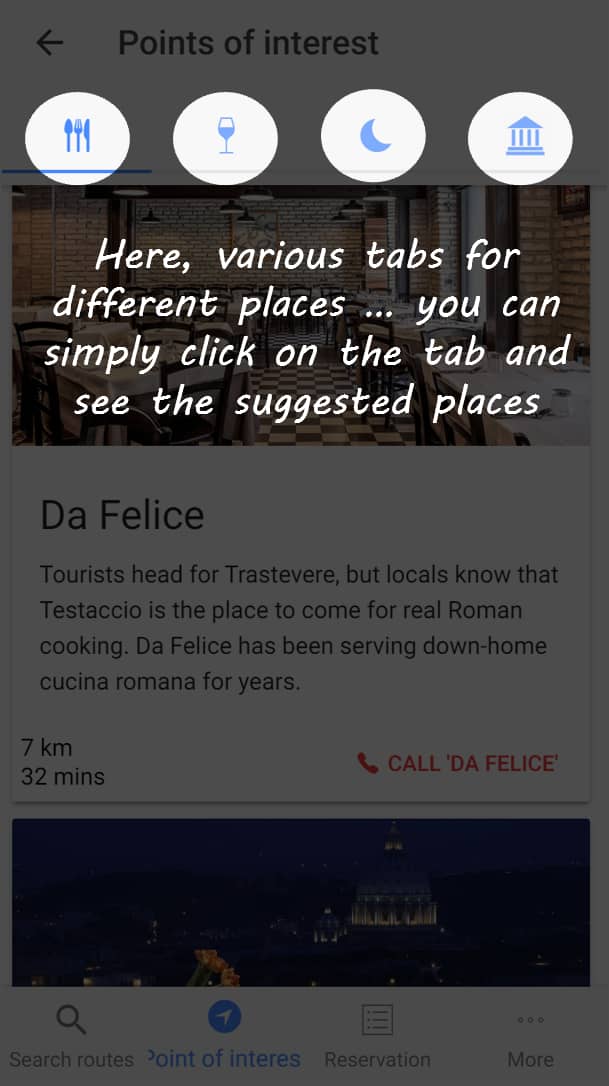 Points of interest
Here, various tabs for
different places ... you can
simply click on the tab and
see the suggested places
Da Felice
Tourists head for Trastevere, but locals know that
Testaccio is the place to come for real Roman
cooking. Da Felice has been serving down-home
cucina romana for years.
7 km
32 mins
CALL 'DA FELICE'
Search routes
Point of interes
Reservation
More